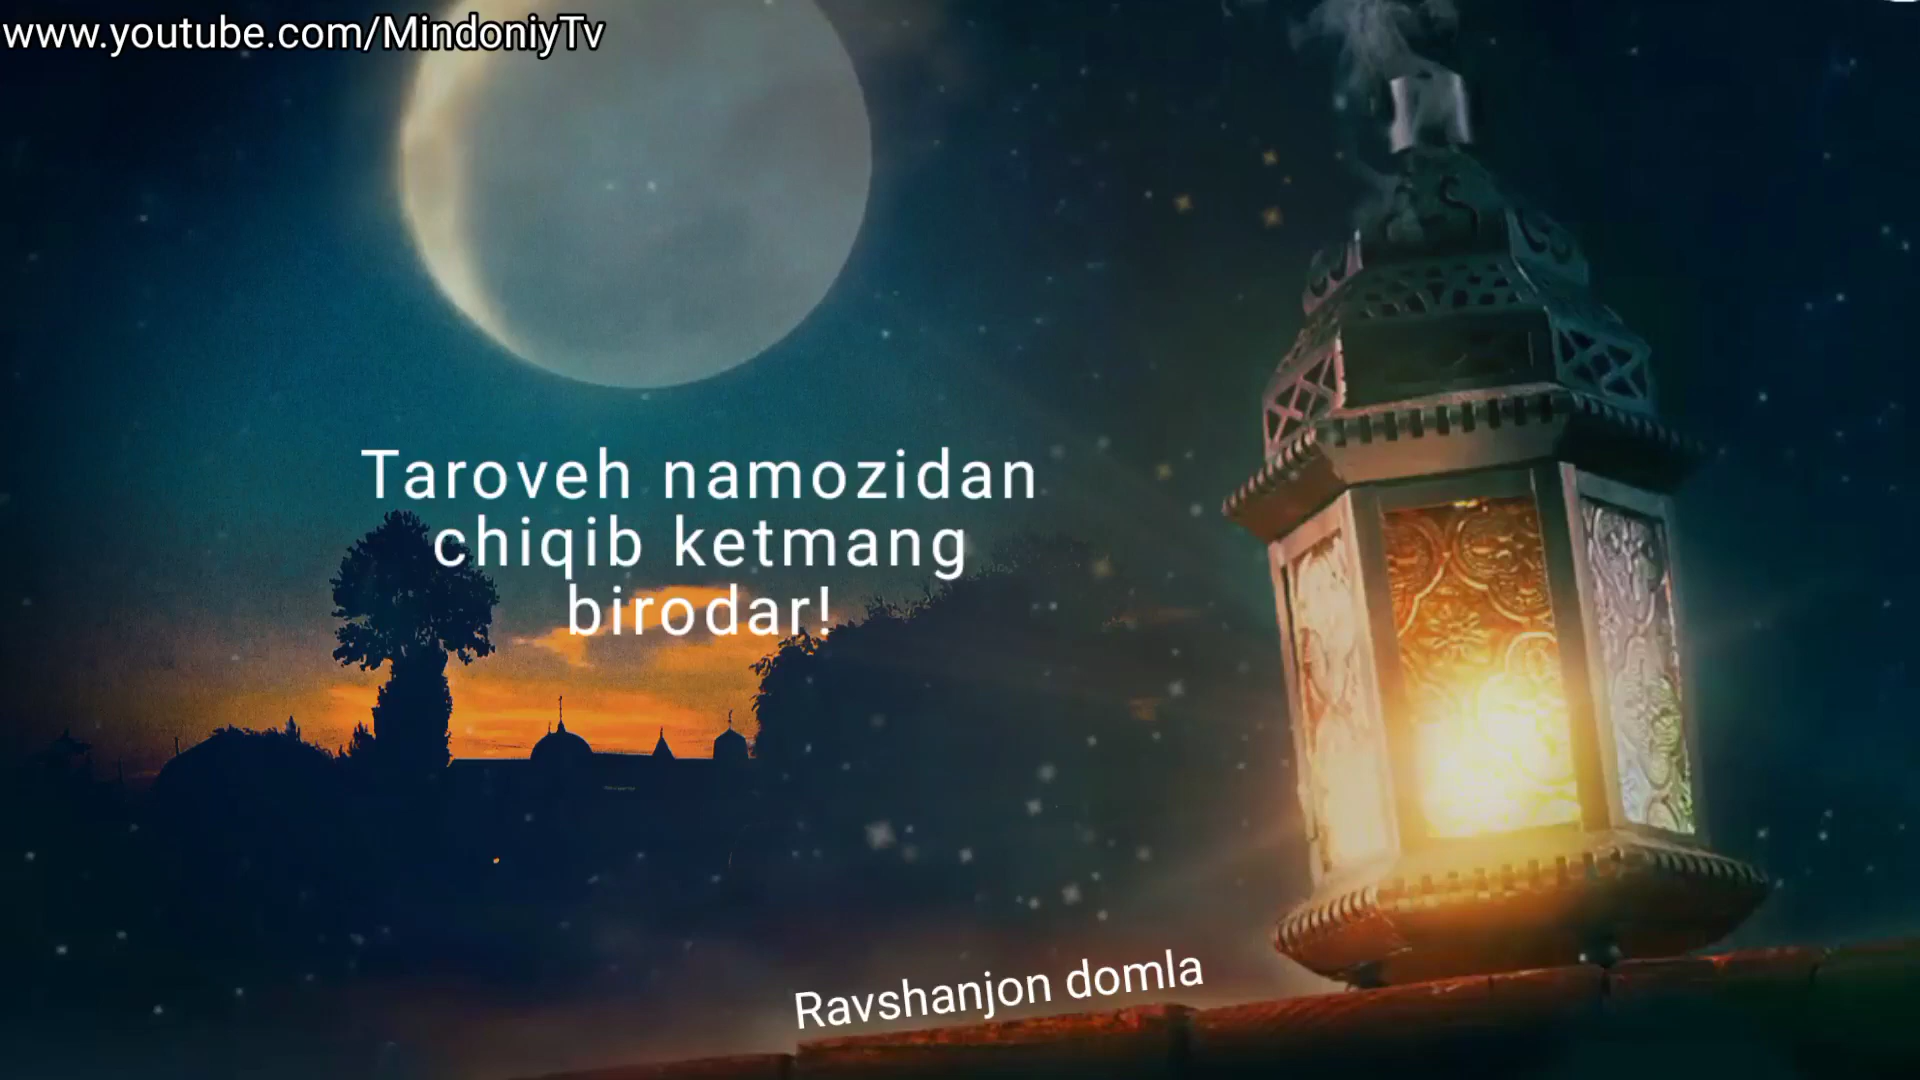 www.youtube.com/MindoniyTv
Taroveh namozidan
chiqib ketmang
birodar!
Ravshanjon domla